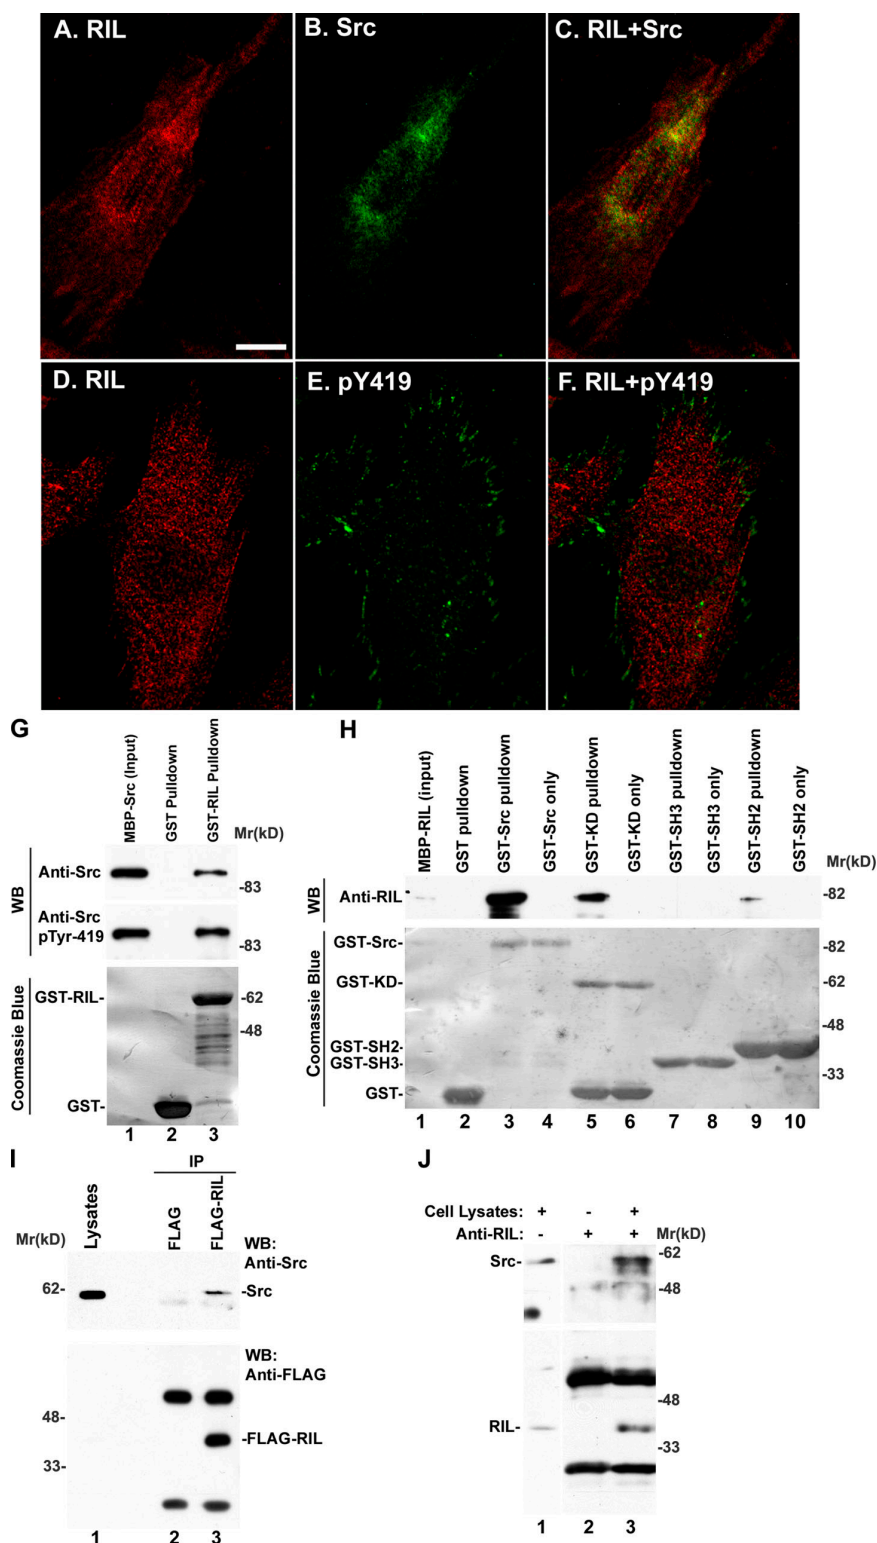 A. RIL
B. Src
C. RIL+Src
D. RIL
E. pY419
F. RIL+pY419
G
MBP-Src (Input)
GST Pulldown
GST-RIL Pulldown
Mr(kD)
WB
Anti-Src
-83
Anti-Src
pTyr-419
-83
Coomassie Blue
GST-RIL-
-62
-48
GST-
1 2 3
H
MBP-RIL (input)
GST pulldown
GST-Src pulldown
GST-Src only
GST-KD pulldown
GST-KD only
GST-SH3 pulldown
GST-SH3 only
GST-SH2 pulldown
GST-SH2 only
Mr(kD)
WB
Anti-RIL
-82
Coomassie Blue
GST-Src-
-82
GST-KD-
-62
-48
GST-SH2-
GST-SH3-
-33
GST-
1 2 3 4 5 6 7 8 9 10
I
IP
Lysates
FLAG
FLAG-RIL
Mr(kD)
WB:
Anti-Src
62-
-Src
WB:
Anti-FLAG
48-
-FLAG-RIL
33-
1 2 3
J
Cell Lysates: + - +
Anti-RIL: - + + Mr(kD)
Src-
-62
-48
-48
RIL-
-33
1 2 3